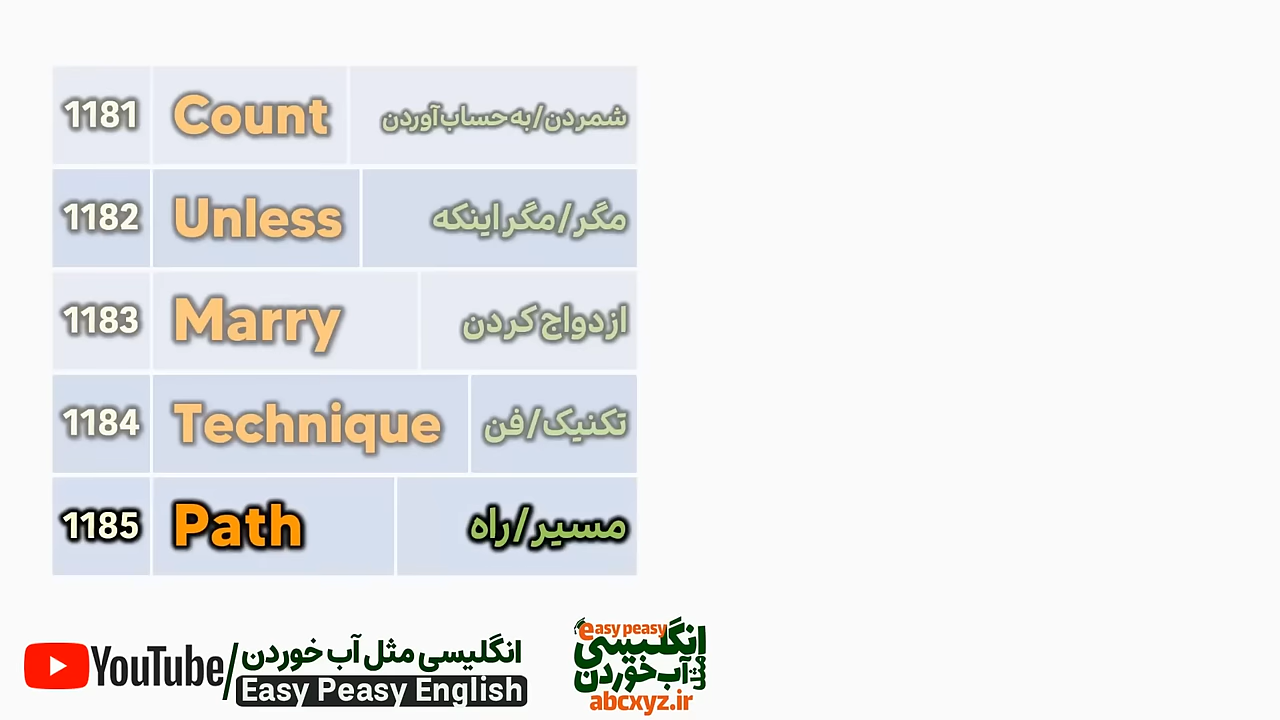 1181 Count شمردن/به حساب آوردن
1182 Unless مگر/مگر اینکه
1183 Marry ازدواج کردن
1184 Technique تکنیک/فن
1185 Path مسیر/راه
YouTube/انگلیسی مثل آب خوردن
Easy Peasy English
easy peasy
انگلیسی
مثل
آب خوردن
abcxyz.ir